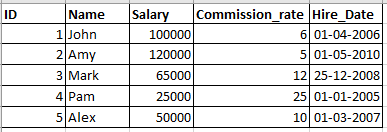 ID Name Salary Commission_rate Hire_Date
1 John 100000 6 01-04-2006
2 Amy 120000 5 01-05-2010
3 Mark 65000 12 25-12-2008
4 Pam 25000 25 01-01-2005
5 Alex 50000 10 01-03-2007